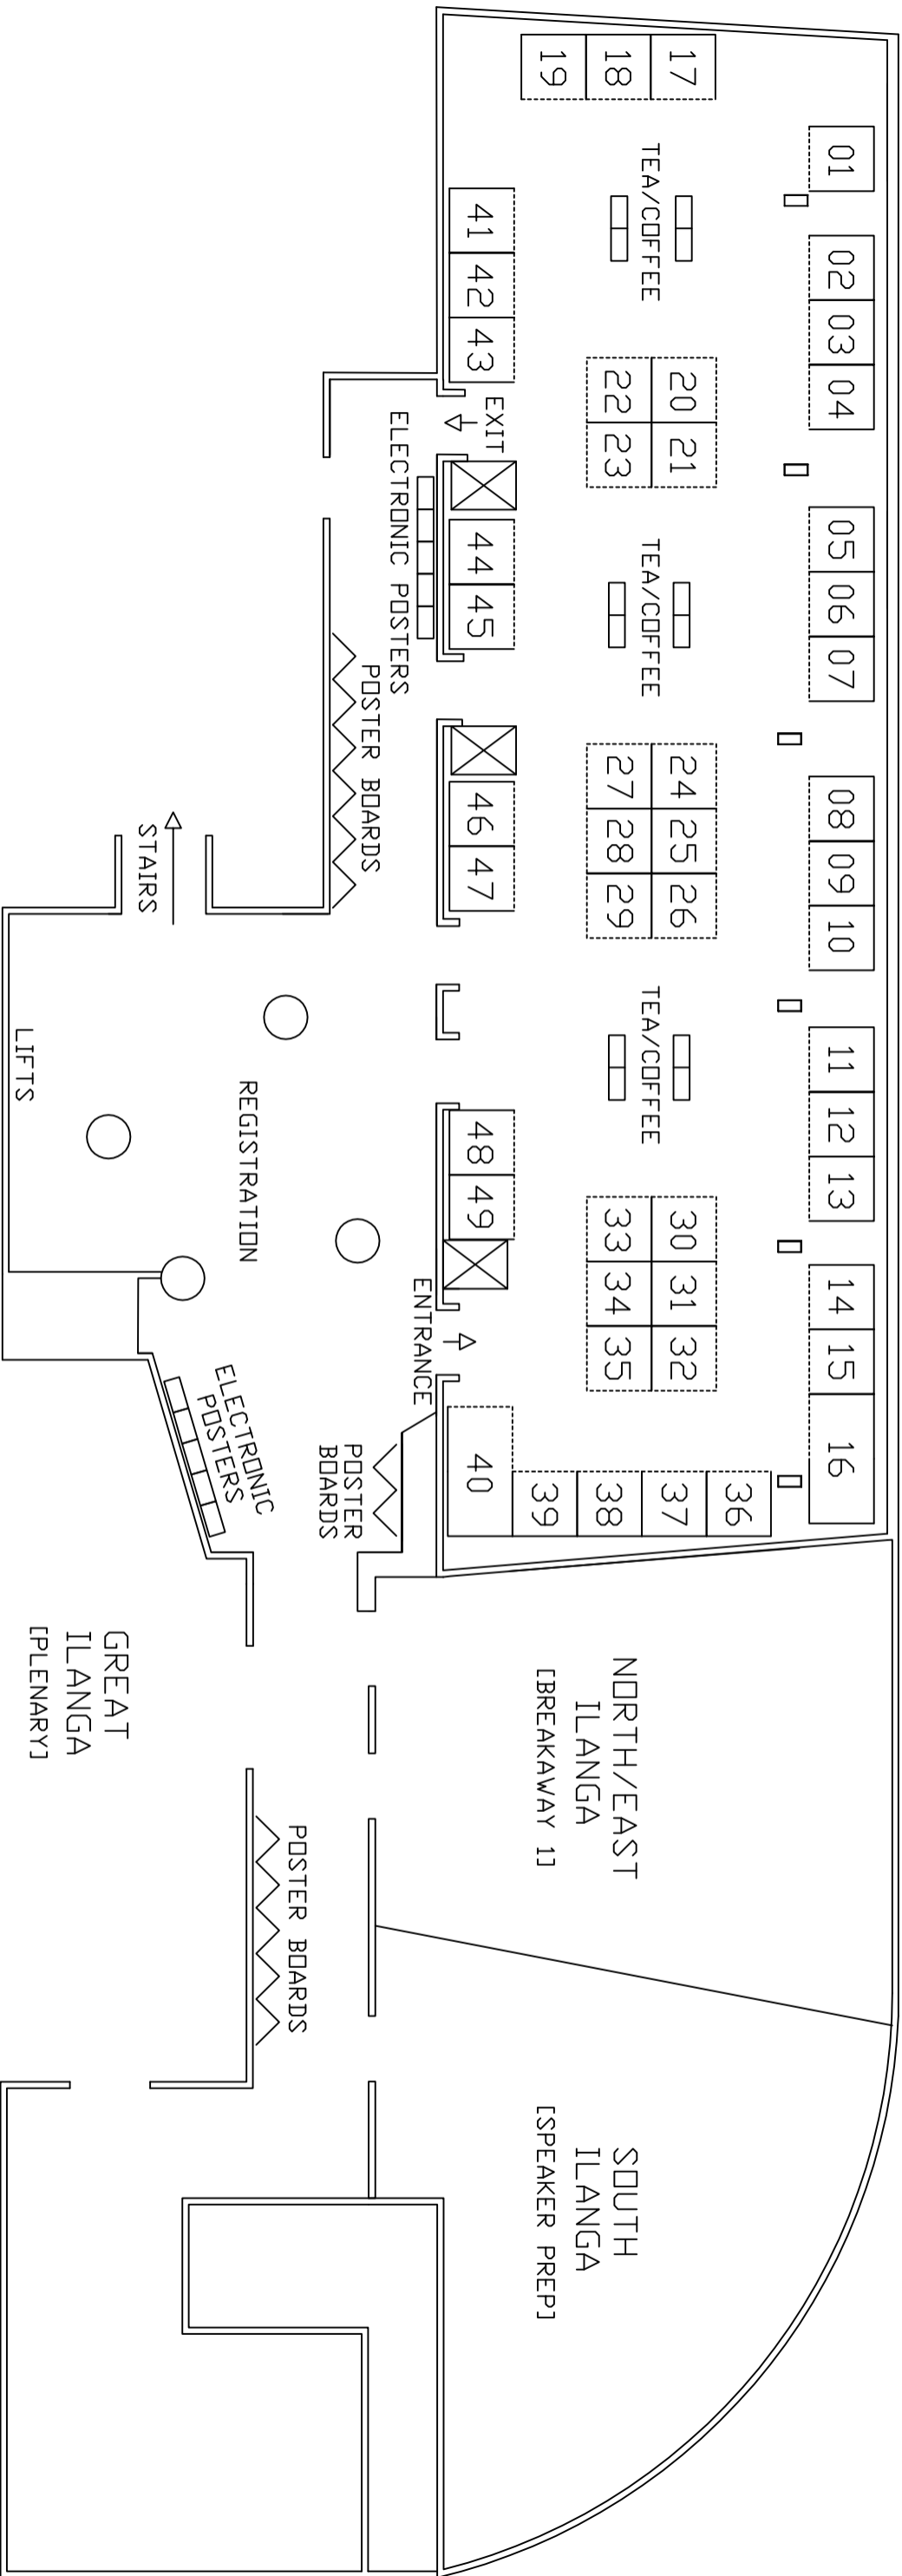 01
02
03
04
05
06
07
08
09
10
11
12
13
14
15
16
17
18
19
TEA/COFFEE
20
21
22
23
TEA/COFFEE
24
25
26
27
28
29
TEA/COFFEE
30
31
32
33
34
35
36
37
38
39
40
41
42
43
EXIT
44
45
46
47
48
49
ENTRANCE
ELECTRONIC POSTERS
POSTER BOARDS
STAIRS
LIFTS
REGISTRATION
ELECTRONIC
POSTERS
POSTER
BOARDS
NORTH/EAST
ILANGA
[BREAKAWAY 1]
GREAT
ILANGA
[PLENARY]
POSTER BOARDS
SOUTH
ILANGA
[SPEAKER PREP]